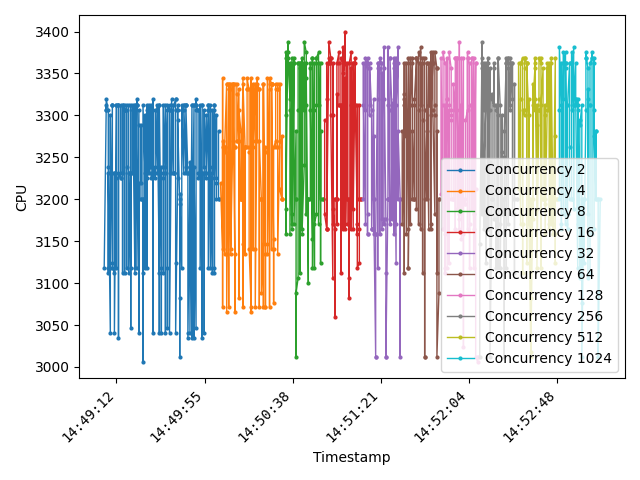 3400
3350
3300
3250
3200
3150
3100
3050
3000
CPU
Concurrency 2
Concurrency 4
Concurrency 8
Concurrency 16
Concurrency 32
Concurrency 64
Concurrency 128
Concurrency 256
Concurrency 512
Concurrency 1024
14:49:12
14:49:55
14:50:38
14:51:21
14:52:04
14:52:48
Timestamp